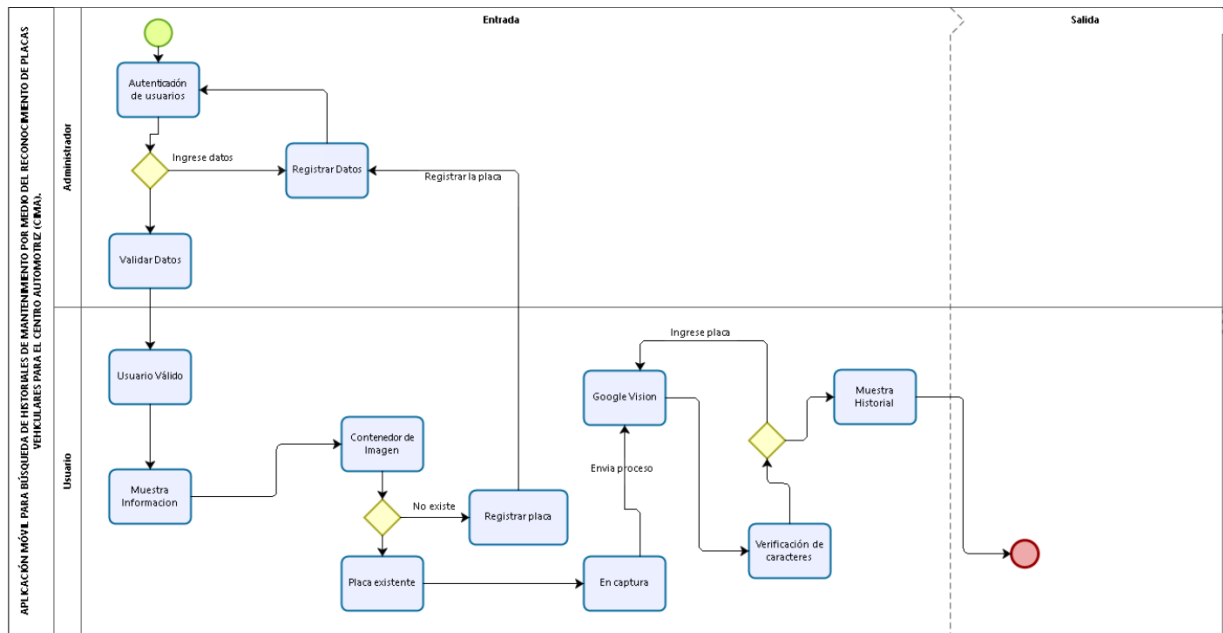 APLICACIÓN MÓVIL PARA BÚSQUEDA DE HISTORIALES DE MANTENIMIENTO POR MEDIO DEL RECONOCIMIENTO DE PLACAS
VEHICULARES PARA EL CENTRO AUTOMOTRIZ (CIMA).
Entrada
Salida
Administrador
Autenticación
de usuarios
Ingrese datos
Registrar Datos
Registrar la placa
Validar Datos
Usuario
Usuario Válido
Muestra
Informacion
Contenedor de
Imagen
No existe
Registrar placa
Placa existente
En captura
Envia proceso
Google Vision
Ingrese placa
Verificación de
caracteres
Muestra
Historial